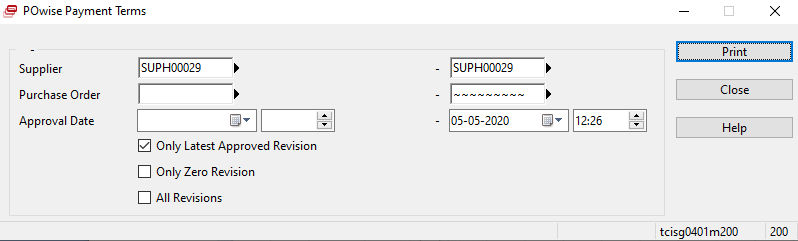 POwise Payment Terms
-
Print
Supplier SUPH00029 - SUPH00029
Purchase Order - ~~~~~~~~~
Close
Approval Date - 05-05-2020 12:26
Help
Only Latest Approved Revision
Only Zero Revision
All Revisions
tcisg0401m200 200